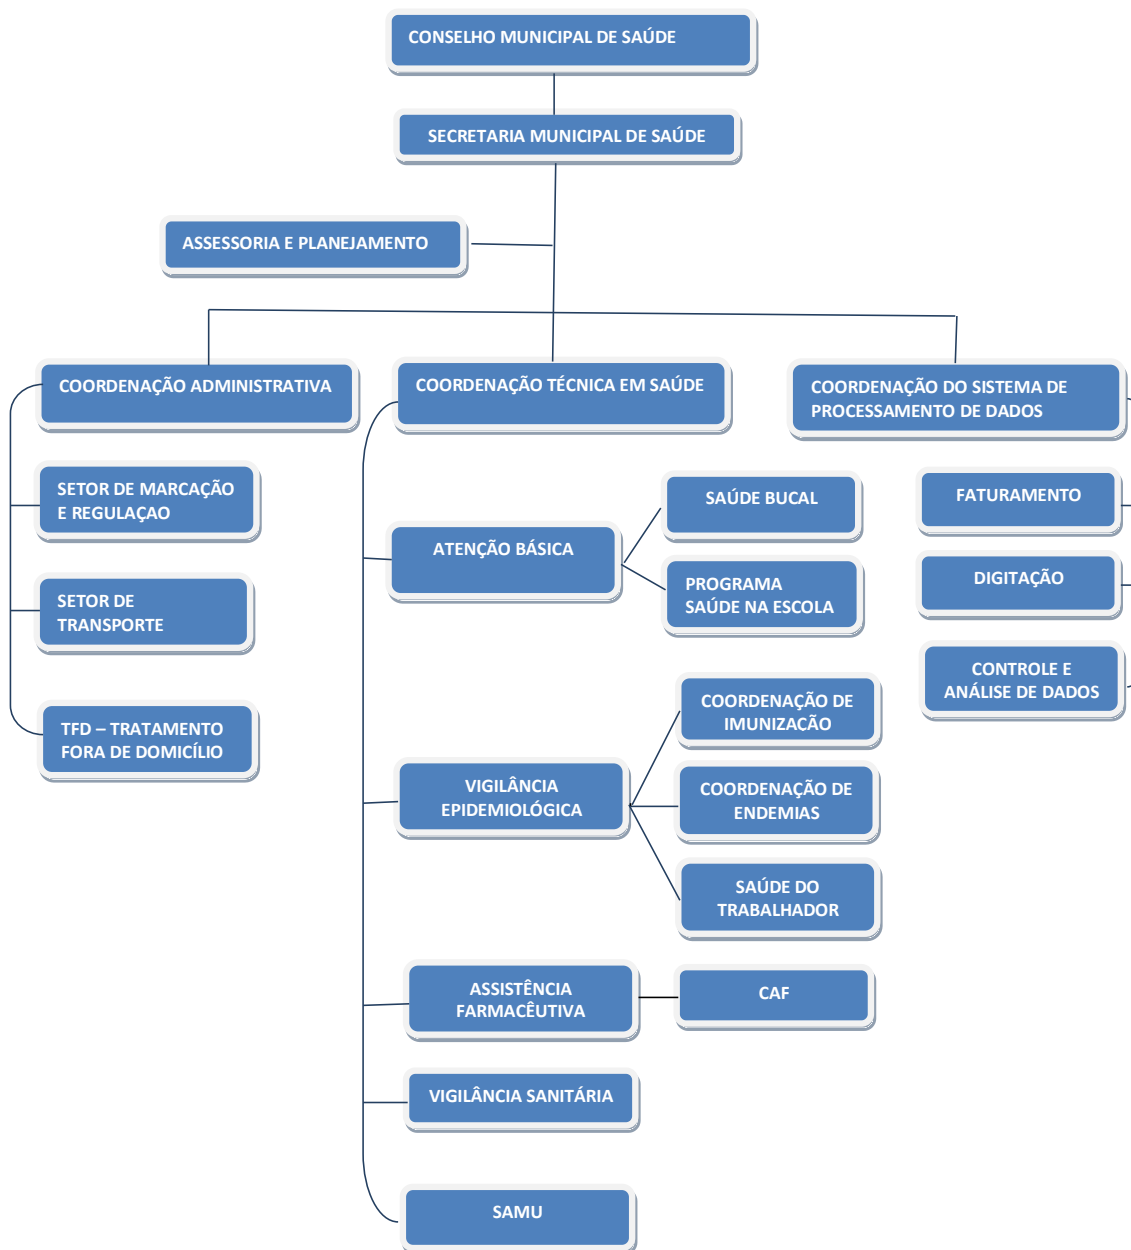 CONSELHO MUNICIPAL DE SAÚDE
SECRETARIA MUNICIPAL DE SAÚDE
ASSESSORIA E PLANEJAMENTO
COORDENAÇÃO ADMINISTRATIVA
SETOR DE MARCAÇÃO
E REGULAÇAO
SETOR DE
TRANSPORTE
TFD – TRATAMENTO
FORA DE DOMICÍLIO
COORDENAÇÃO TÉCNICA EM SAÚDE
ATENÇÃO BÁSICA
SAÚDE BUCAL
PROGRAMA
SAÚDE NA ESCOLA
VIGILÂNCIA
EPIDEMIOLÓGICA
COORDENAÇÃO DE
IMUNIZAÇÃO
COORDENAÇÃO DE
ENDEMIAS
SAÚDE DO
TRABALHADOR
ASSISTÊNCIA
FARMACÊUTIVA
CAF
VIGILÂNCIA SANITÁRIA
SAMU
COORDENAÇÃO DO SISTEMA DE
PROCESSAMENTO DE DADOS
FATURAMENTO
DIGITAÇÃO
CONTROLE E
ANÁLISE DE DADOS